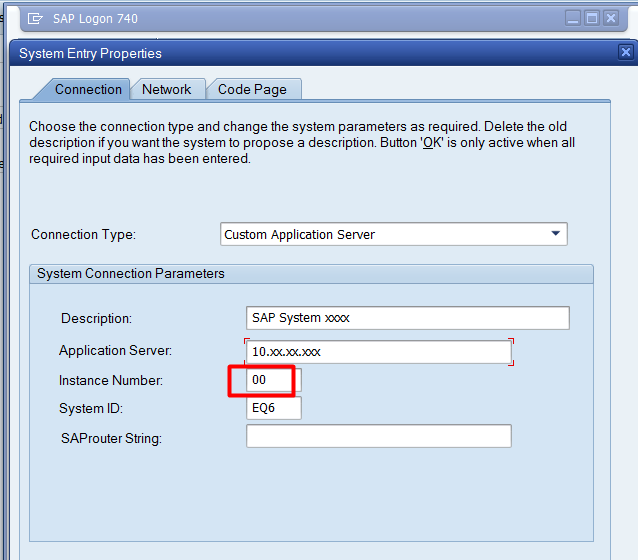 SAP Logon 740
System Entry Properties
Connection Network Code Page
Choose the connection type and change the system parameters as required. Delete the old
description if you want the system to propose a description. Button 'OK' is only active when all
required input data has been entered.
Connection Type: Custom Application Server
System Connection Parameters
Description: SAP System xxxx
Application Server: 10.xx.xx.xxx
Instance Number: 00
System ID: EQ6
SAProuter String: